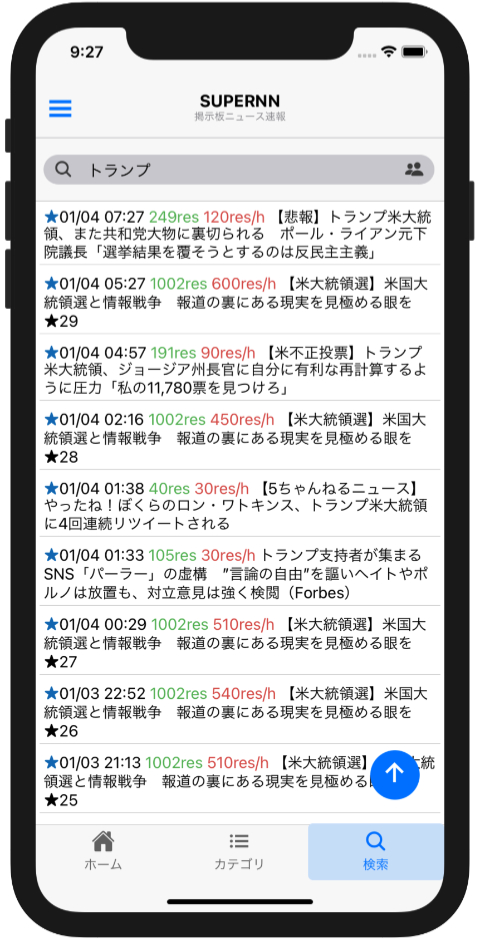 9:27
SUPERNN
掲示板ニュース速報
トランプ
★01/04 07:27 249res 120res/h 【悲報】トランプ米大統
領、また共和党大物に裏切られる　ポール・ライアン元下
院議長「選挙結果を覆そうとするのは反民主主義」
★01/04 05:27 1002res 600res/h 【米大統領選】米国大
統領選と情報戦争　報道の裏にある現実を見極める眼を
★29
★01/04 04:57 191res 90res/h 【米不正投票】トランプ
米大統領、ジョージア州長官に自分に有利な再計算するよ
うに圧力「私の11,780票を見つけろ」
★01/04 02:16 1002res 450res/h 【米大統領選】米国大
統領選と情報戦争　報道の裏にある現実を見極める眼を
★28
★01/04 01:38 40res 30res/h 【5ちゃんねるニュース】
やったね！ぼくらのロン・ワトキンス、トランプ米大統領
に4回連続リツイートされる
★01/04 01:33 105res 30res/h トランプ支持者が集まる
SNS「パーラー」の虚構　”言論の自由”を謳いヘイトやポ
ルノは放置も、対立意見は強く検閲（Forbes）
★01/04 00:29 1002res 510res/h 【米大統領選】米国大
統領選と情報戦争　報道の裏にある現実を見極める眼を
★27
★01/03 22:52 1002res 540res/h 【米大統領選】米国大
統領選と情報戦争　報道の裏にある現実を見極める眼を
★26
★01/03 21:13 1002res 510res/h 【米大統領選】大統
領選と情報戦争　報道の裏にある現実を見極める
★25
ホーム
カテゴリ
検索